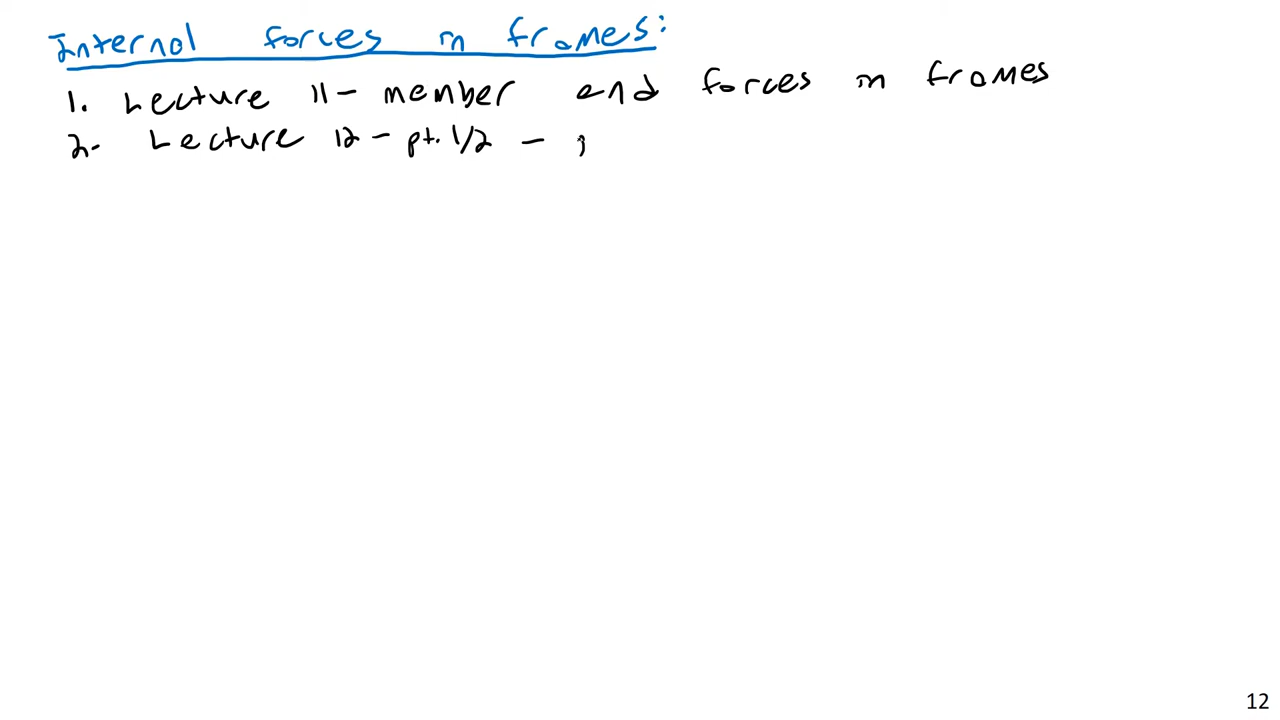 Internal forces in frames:
1. Lecture 11 - member end forces in frames
2. Lecture 12 - pt. 1/2 -
12